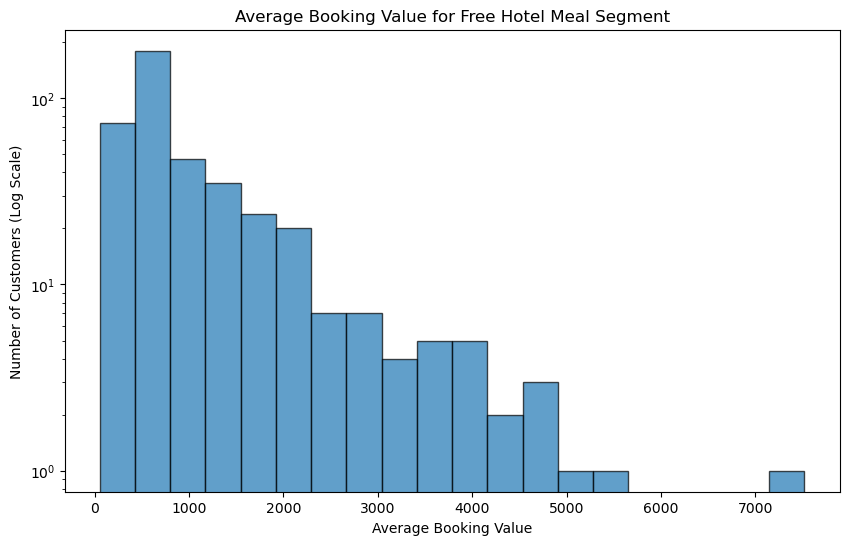 Average Booking Value for Free Hotel Meal Segment
Number of Customers (Log Scale)
10²
10¹
10⁰
0 1000 2000 3000 4000 5000 6000 7000
Average Booking Value